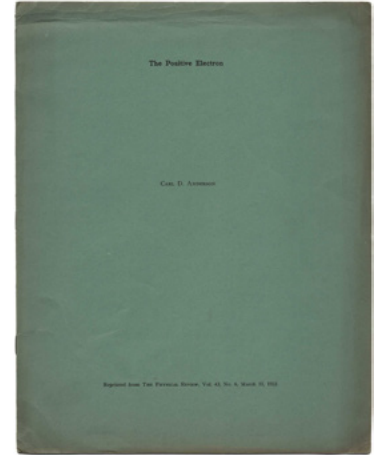 The Positive Electron
Carl D. Anderson
Reprinted from The Physical Review, Vol. 43, No. 6, March 15, 1933